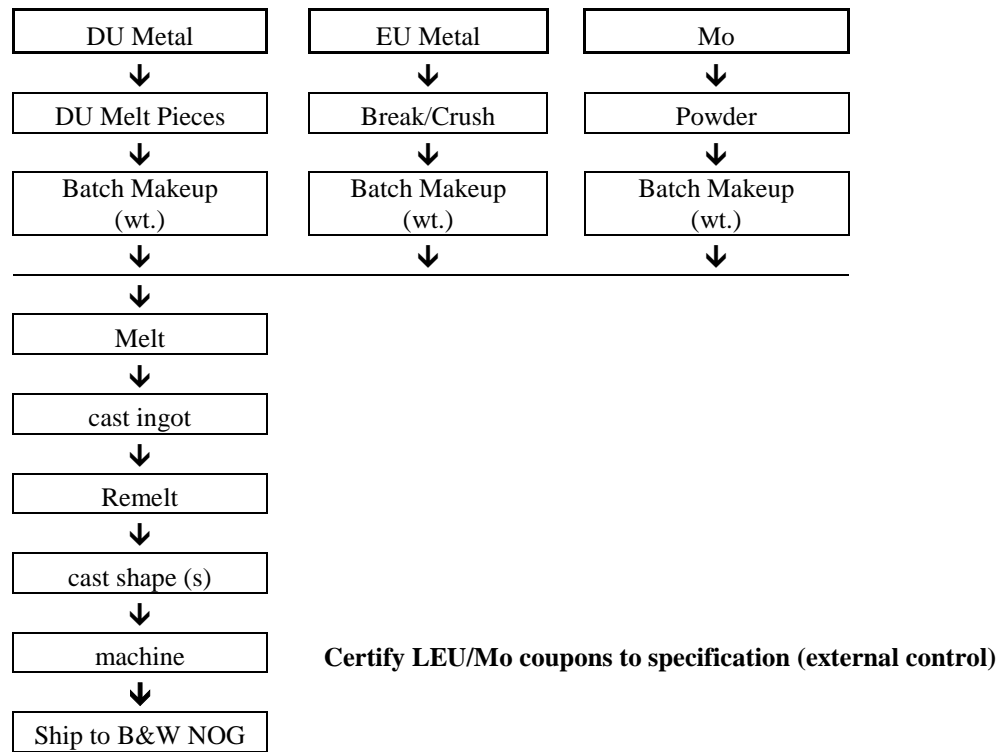 DU Metal
EU Metal
Mo
DU Melt Pieces
Break/Crush
Powder
Batch Makeup
(wt.)
Batch Makeup
(wt.)
Batch Makeup
(wt.)
Melt
cast ingot
Remelt
cast shape (s)
machine
Certify LEU/Mo coupons to specification (external control)
Ship to B&W NOG